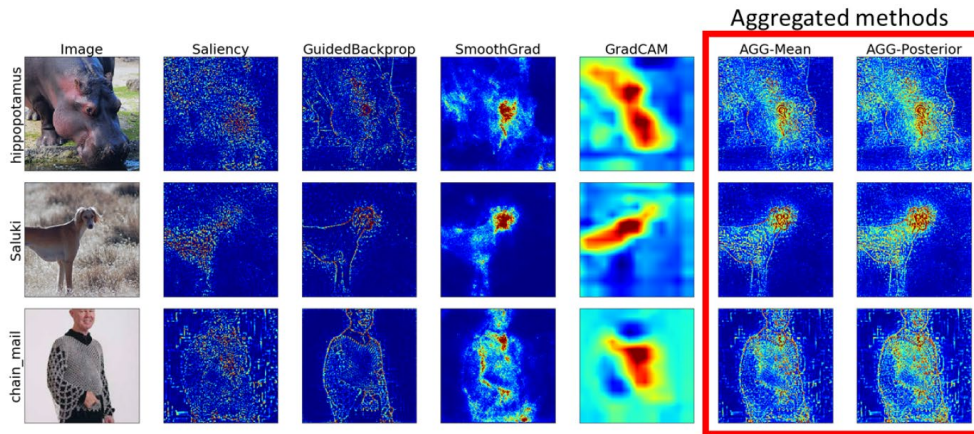 Aggregated methods
Image Saliency GuidedBackprop SmoothGrad GradCAM AGG-Mean AGG-Posterior
hippopotamus
Saluki
chain_mail